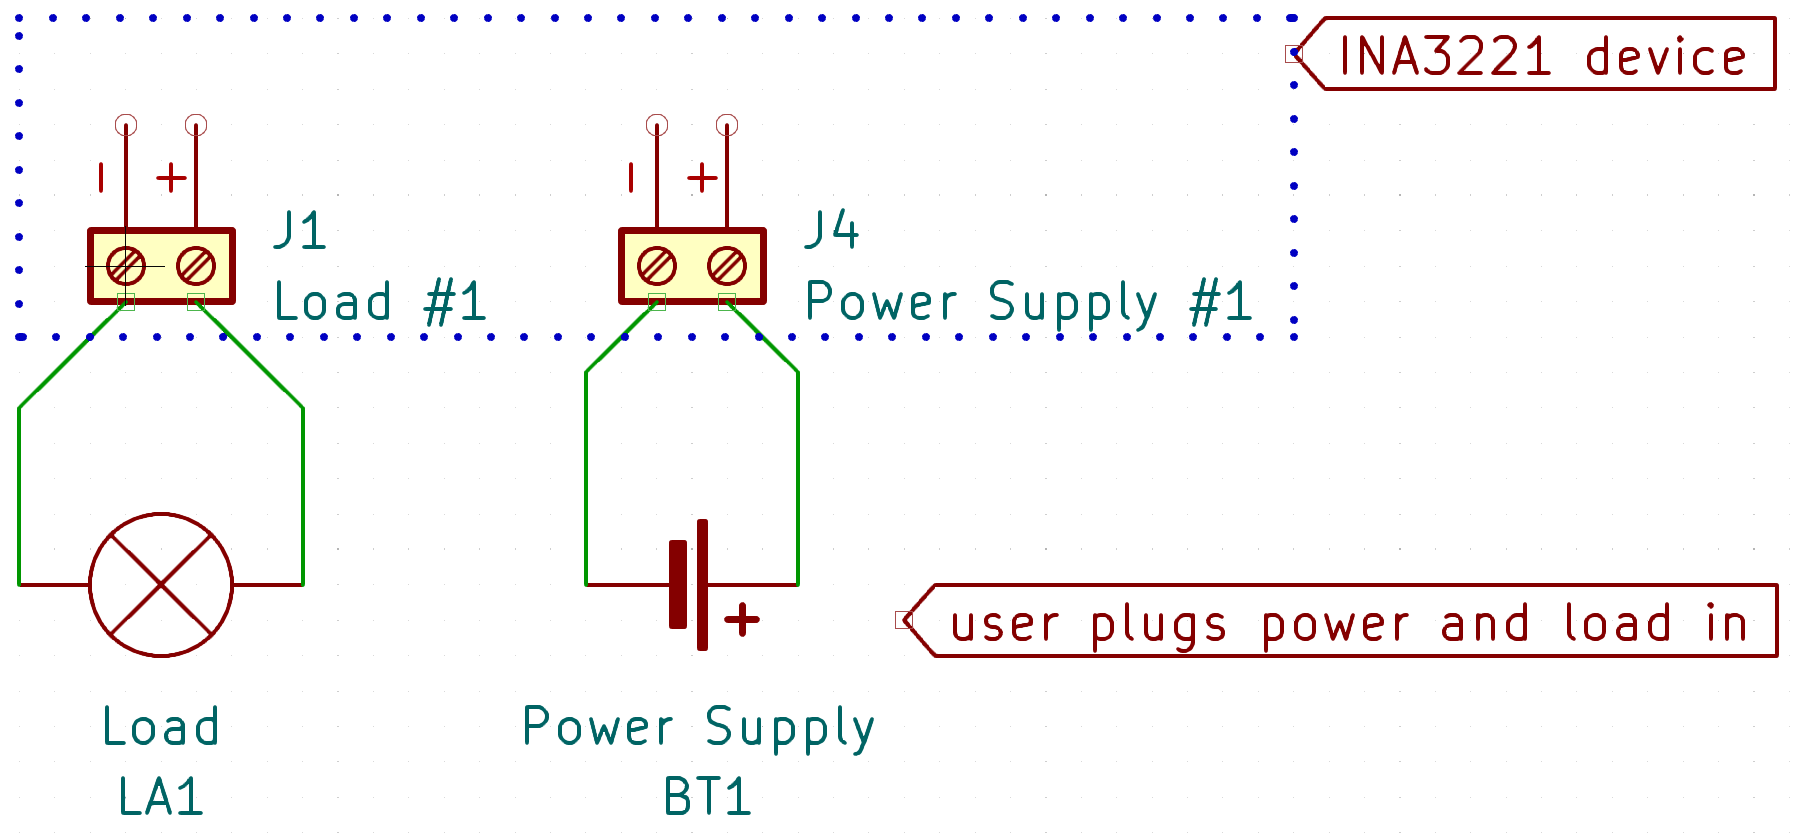 INA3221 device
- +
- +
J1
Load #1
J4
Power Supply #1
+
user plugs power and load in
Load
LA1
Power Supply
BT1